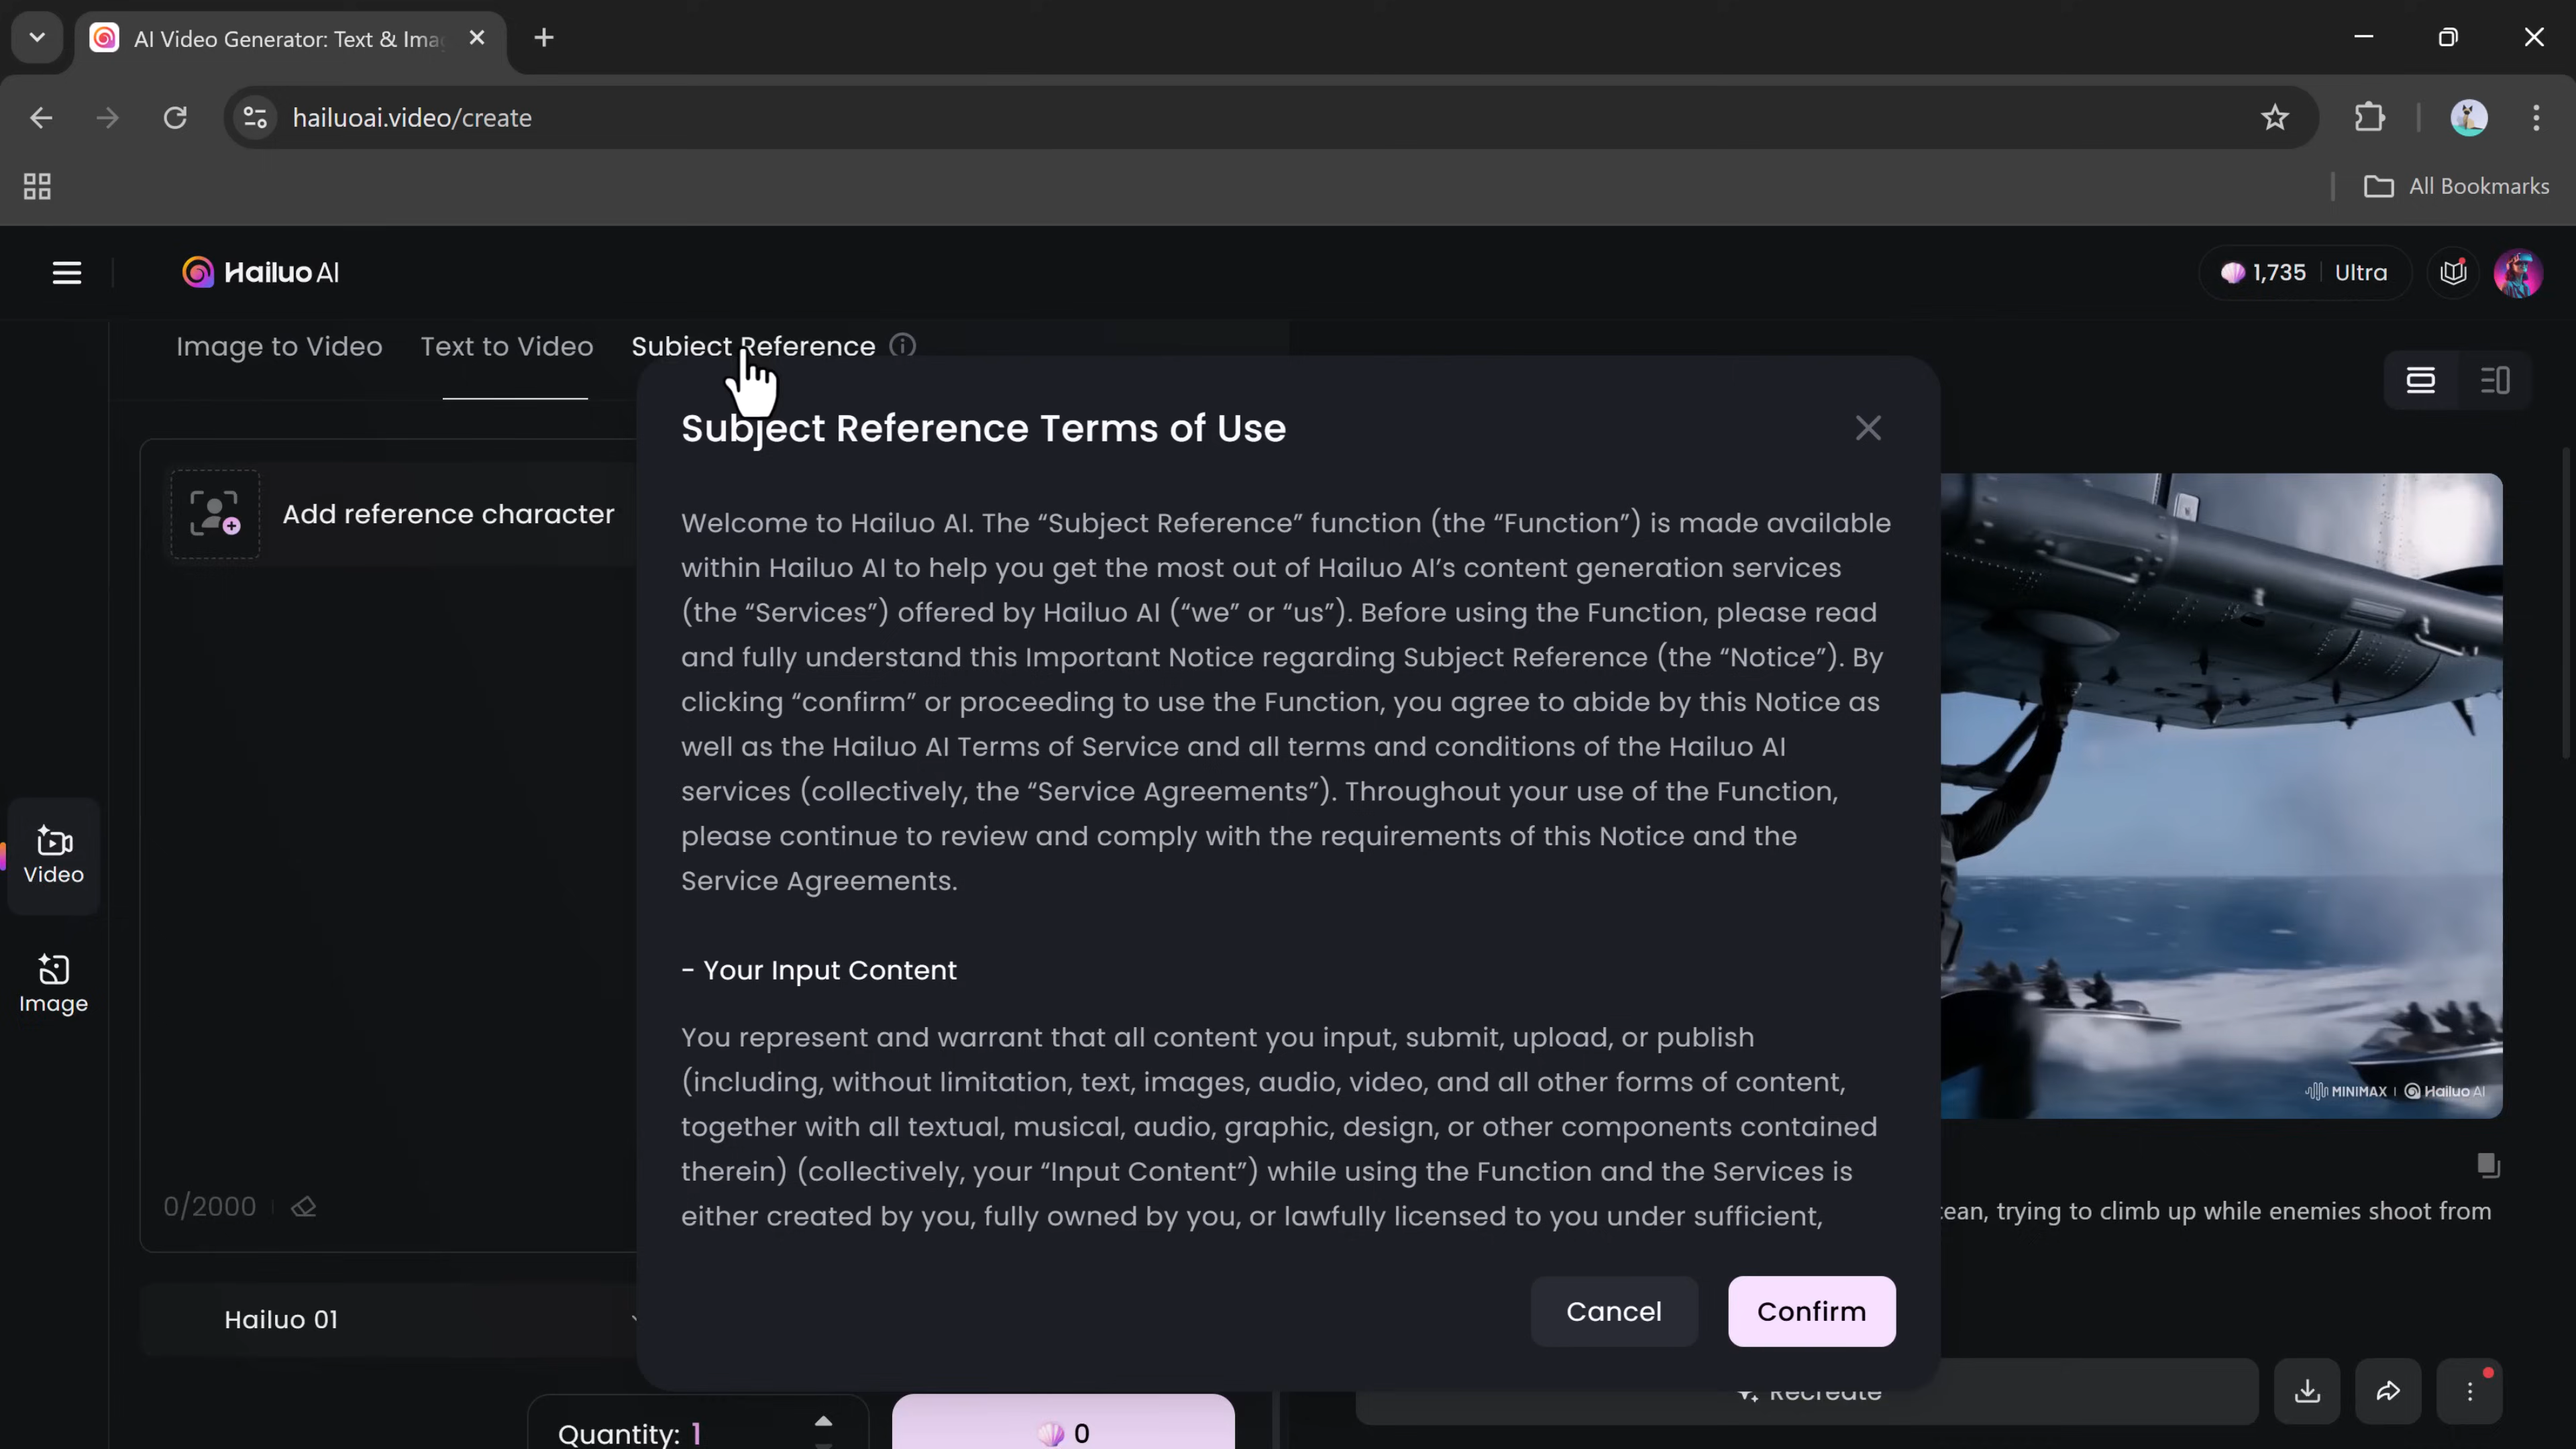 AI Video Generator: Text & Ima
hailuoai.video/create
All Bookmarks
Hailuo AI
1,735
Ultra
Image to Video
Text to Video
Subject Reference
Add reference character
Subject Reference Terms of Use
Welcome to Hailuo AI. The “Subject Reference” function (the “Function”) is made available
within Hailuo AI to help you get the most out of Hailuo AI’s content generation services
(the “Services”) offered by Hailuo AI (“we” or “us”). Before using the Function, please read
and fully understand this Important Notice regarding Subject Reference (the “Notice”). By
clicking “confirm” or proceeding to use the Function, you agree to abide by this Notice as
well as the Hailuo AI Terms of Service and all terms and conditions of the Hailuo AI
services (collectively, the “Service Agreements”). Throughout your use of the Function,
please continue to review and comply with the requirements of this Notice and the
Service Agreements.
- Your Input Content
You represent and warrant that all content you input, submit, upload, or publish
(including, without limitation, text, images, audio, video, and all other forms of content,
together with all textual, musical, audio, graphic, design, or other components contained
therein) (collectively, your “Input Content”) while using the Function and the Services is
either created by you, fully owned by you, or lawfully licensed to you under sufficient,
Cancel
Confirm
Video
Image
0/2000
Hailuo 01
Quantity: 1
0
MINIMAX | Hailuo AI
cean, trying to climb up while enemies shoot from
Recreate